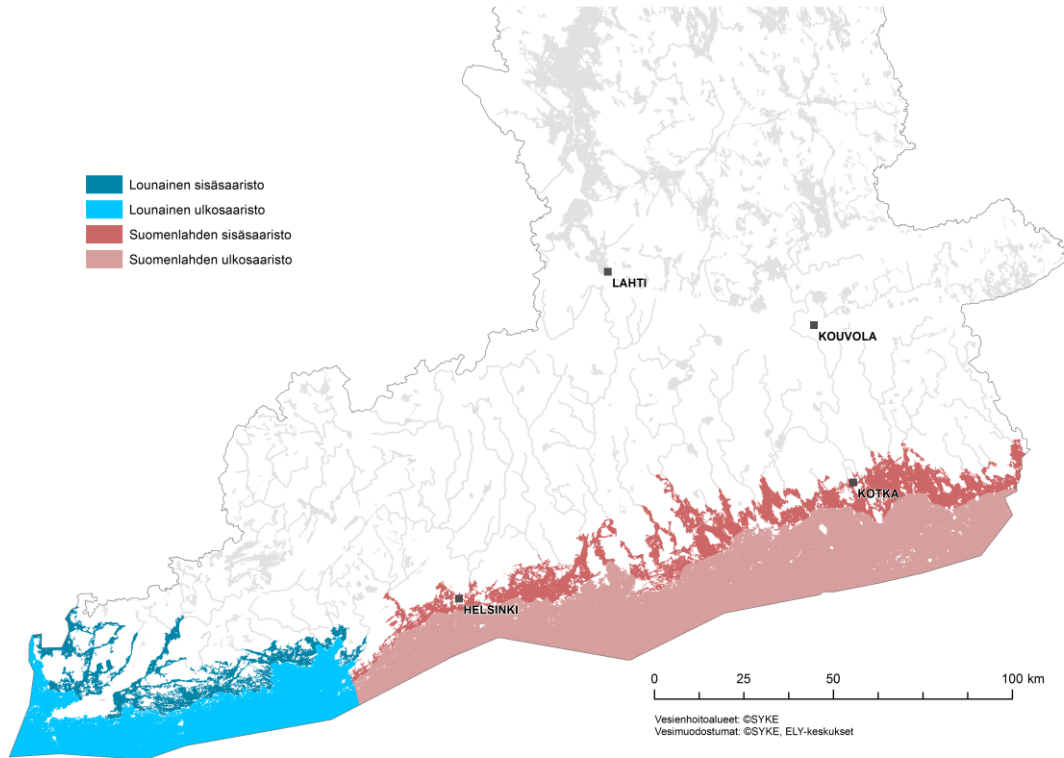 Lounainen sisäsaaristo
Lounainen ulkosaaristo
Suomenlahden sisäsaaristo
Suomenlahden ulkosaaristo
LAHTI
KOUVOLA
KOTKA
HELSINKI
0 25 50 100 km
Vesienhoitoalueet: ©SYKE
Vesimuodostumat: ©SYKE, ELY-keskukset